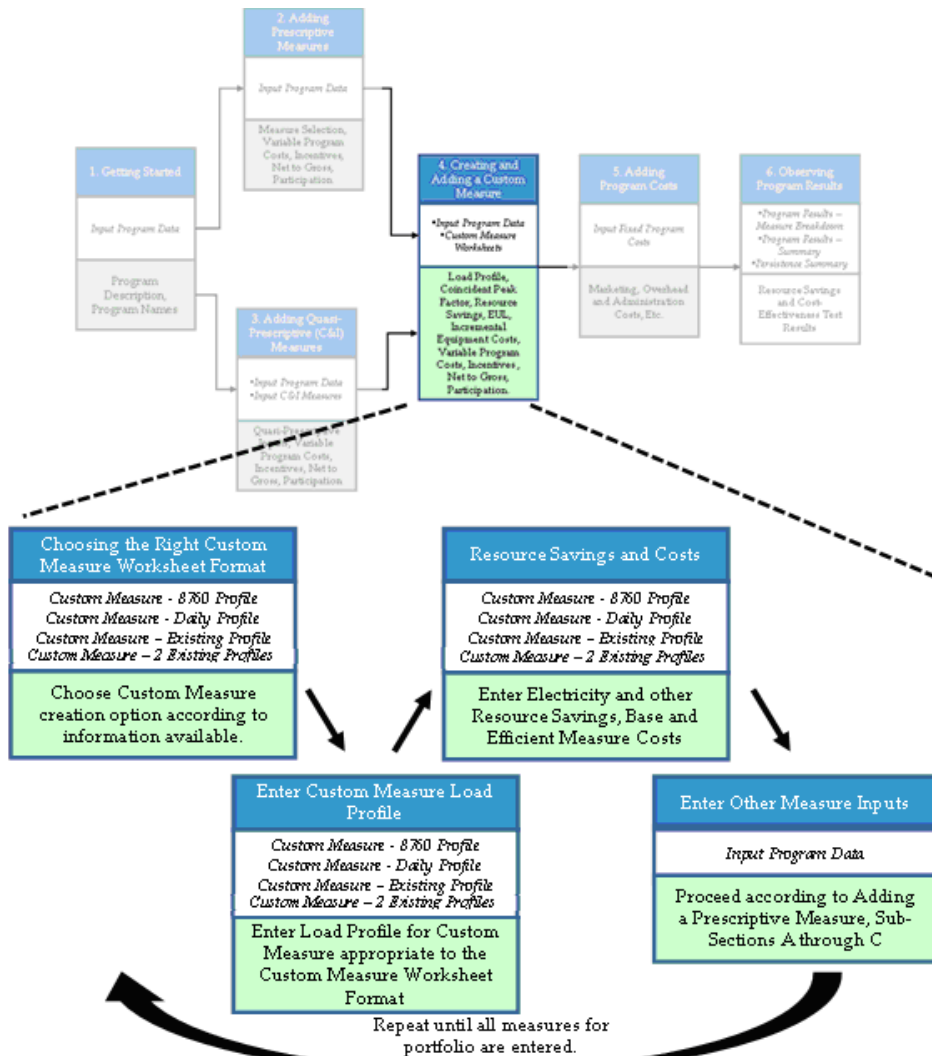 2. Adding
Prescriptive
Measures
Input Program Data
Measure Selection,
Variable Program
Costs, Incentives,
Net to Gross,
Participation
1. Getting Started
Input Program Data
Program
Description,
Program Names
3. Adding Quasi-
Prescriptive (C&I)
Measures
•Input Program Data
•Input C&I Measures
Quasi-Prescriptive
Inputs, Variable
Program Costs,
Incentives, Net to
Gross, Participation
4. Creating and
Adding a Custom
Measure
•Input Program Data
•Custom Measure
Worksheets
Load Profile,
Coincident Peak
Factor, Resource
Savings, EUL,
Incremental
Equipment Costs,
Variable Program
Costs, Incentives,
Net to Gross,
Participation.
5. Adding
Program Costs
Input Fixed Program
Costs
Marketing, Overhead
and Administration
Costs, Etc.
6. Observing
Program Results
•Program Results –
Measure Breakdown
•Program Results –
Summary
•Persistence Summary
Resource Savings
and Cost-
Effectiveness Test
Results
Choosing the Right Custom
Measure Worksheet Format
Custom Measure - 8760 Profile
Custom Measure - Daily Profile
Custom Measure – Existing Profile
Custom Measure – 2 Existing Profiles
Choose Custom Measure
creation option according to
information available.
Enter Custom Measure Load
Profile
Custom Measure - 8760 Profile
Custom Measure - Daily Profile
Custom Measure – Existing Profile
Custom Measure – 2 Existing Profiles
Enter Load Profile for Custom
Measure appropriate to the
Custom Measure Worksheet
Format
Resource Savings and Costs
Custom Measure - 8760 Profile
Custom Measure - Daily Profile
Custom Measure – Existing Profile
Custom Measure – 2 Existing Profiles
Enter Electricity and other
Resource Savings, Base and
Efficient Measure Costs
Enter Other Measure Inputs
Input Program Data
Proceed according to Adding
a Prescriptive Measure, Sub-
Sections A through C
Repeat until all measures for
portfolio are entered.